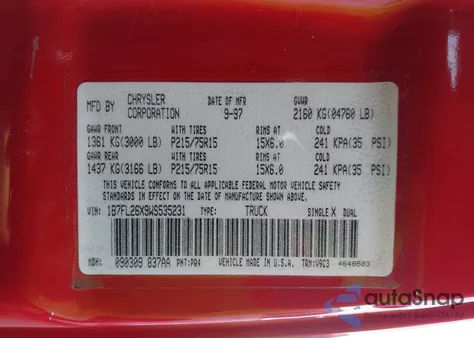 MFD BY CHRYSLER CORPORATION DATE OF MFR 9-97 GVWR 2160 KG(04760 LB)
GAWR FRONT WITH TIRES RIMS AT COLD
1361 KG(3000 LB) P215/75R15 15X6.0 241 KPA(35 PSI)
GAWR REAR WITH TIRES RIMS AT COLD
1437 KG(3166 LB) P215/75R15 15X6.0 241 KPA(35 PSI)
THIS VEHICLE CONFORMS TO ALL APPLICABLE FEDERAL MOTOR VEHICLE SAFETY
STANDARDS IN EFFECT ON THE DATE OF MANUFACTURE SHOWN ABOVE.
VIN: 1B7FL26X9WS535231 TYPE: TRUCK SINGLE X DUAL
MDH: 090309 837AA PNT:PR4 VEHICLE MADE IN U.S.A. TRM:V9C3 4648503
autoSnap